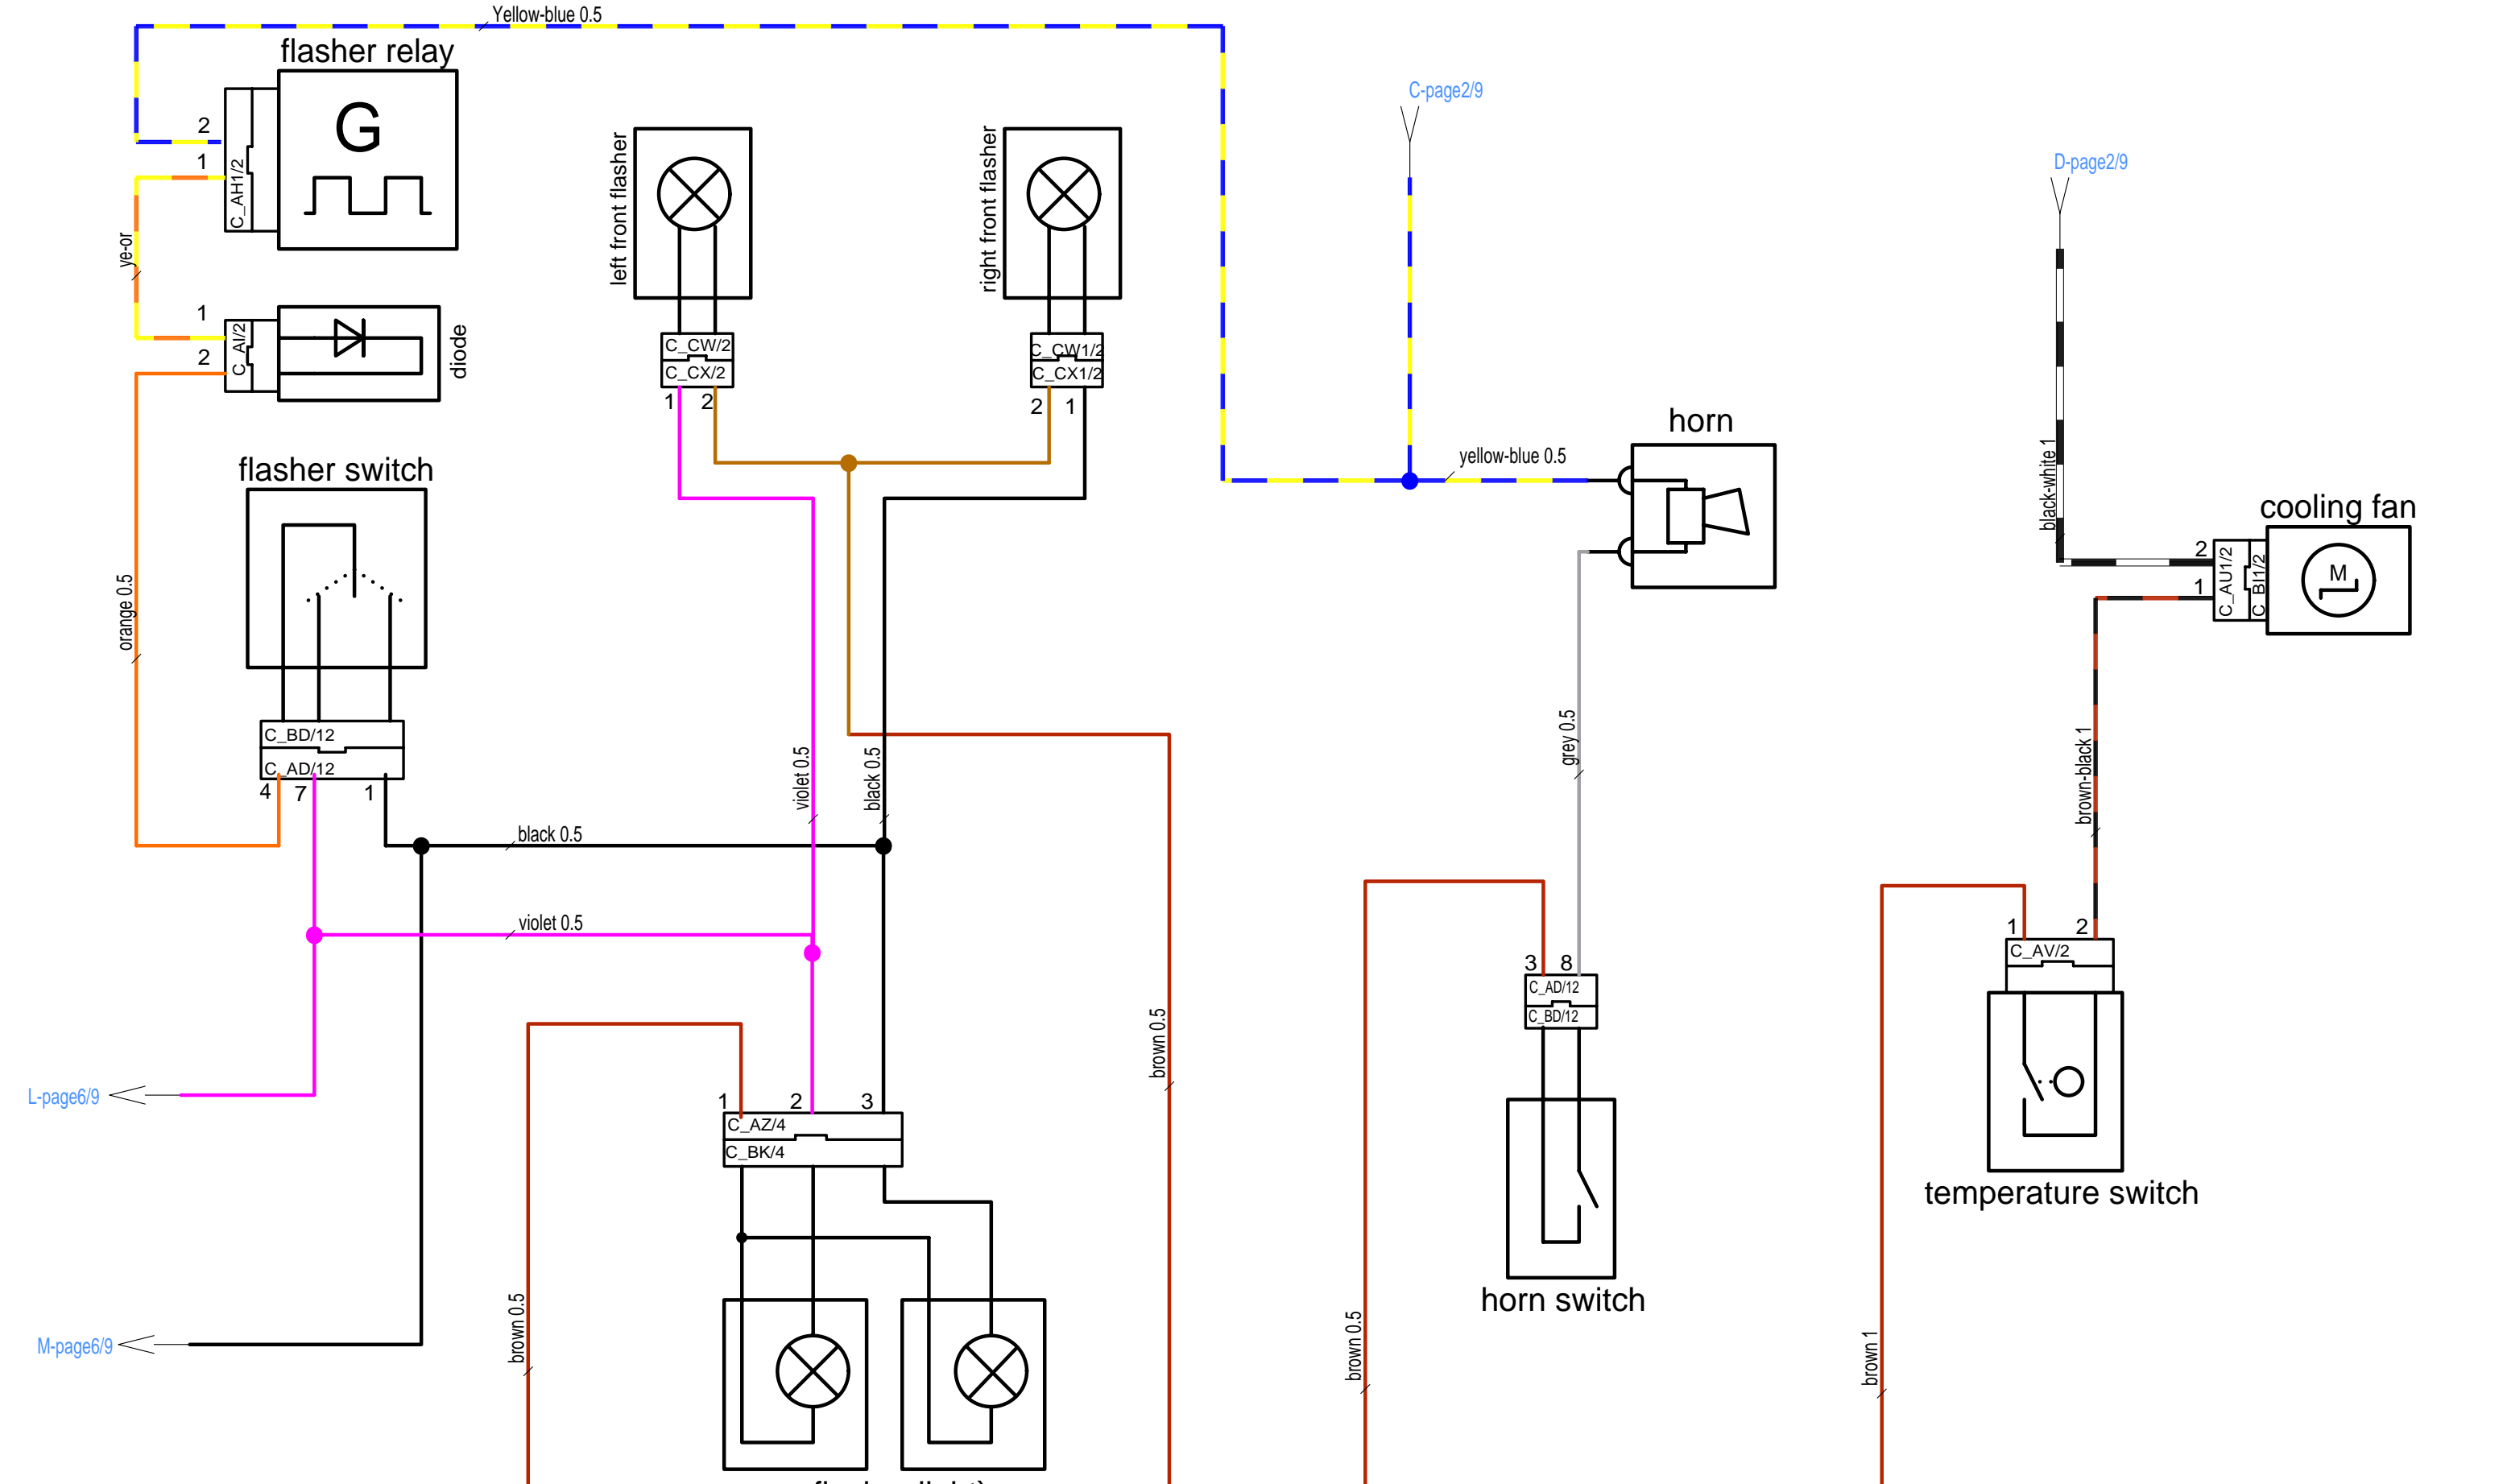 Yellow-blue 0.5
flasher relay
G
2
1
C_AH1/2
ye-or
1
2
C_AI/2
diode
left front flasher
C_CW/2
C_CX/2
1
2
right front flasher
C_CW1/2
C_CX1/2
2
1
C-page2/9
D-page2/9
horn
yellow-blue 0.5
black-white 1
cooling fan
2
1
C_AU1/2
C_BI1/2
M
flasher switch
orange 0.5
C_BD/12
C_AD/12
4
7
1
violet 0.5
black 0.5
black 0.5
violet 0.5
grey 0.5
brown-black 1
1
2
C_AV/2
temperature switch
3
8
C_AD/12
C_BD/12
horn switch
brown 0.5
L-page6/9
1
2
3
C_AZ/4
C_BK/4
M-page6/9
brown 0.5
brown 0.5
brown 1